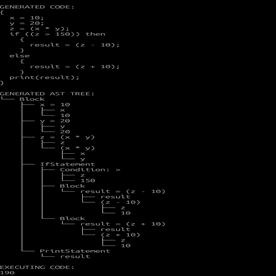 GENERATED CODE:
{
  x = 10;
  y = 20;
  z = (x * y);
  if ((z = 150)) then
    {
      result = (z - 10);
    }
  else
    {
      result = (z + 10);
    }
  print(result);
}

GENERATED AST TREE:
└── Block
    ├── x = 10
    │   ├── x
    │   └── 10
    ├── y = 20
    │   ├── y
    │   └── 20
    ├── z = (x * y)
    │   ├── z
    │   └── (x * y)
    │       ├── x
    │       └── y
    ├── IfStatement
    │   ├── Condition: =
    │   │   ├── z
    │   │   └── 150
    │   ├── Block
    │   │   └── result = (z - 10)
    │   │       ├── result
    │   │       └── (z - 10)
    │   │           ├── z
    │   │           └── 10
    │   └── Block
    │       └── result = (z + 10)
    │           ├── result
    │           └── (z + 10)
    │               ├── z
    │               └── 10
    └── PrintStatement
        └── result

EXECUTING CODE:
190